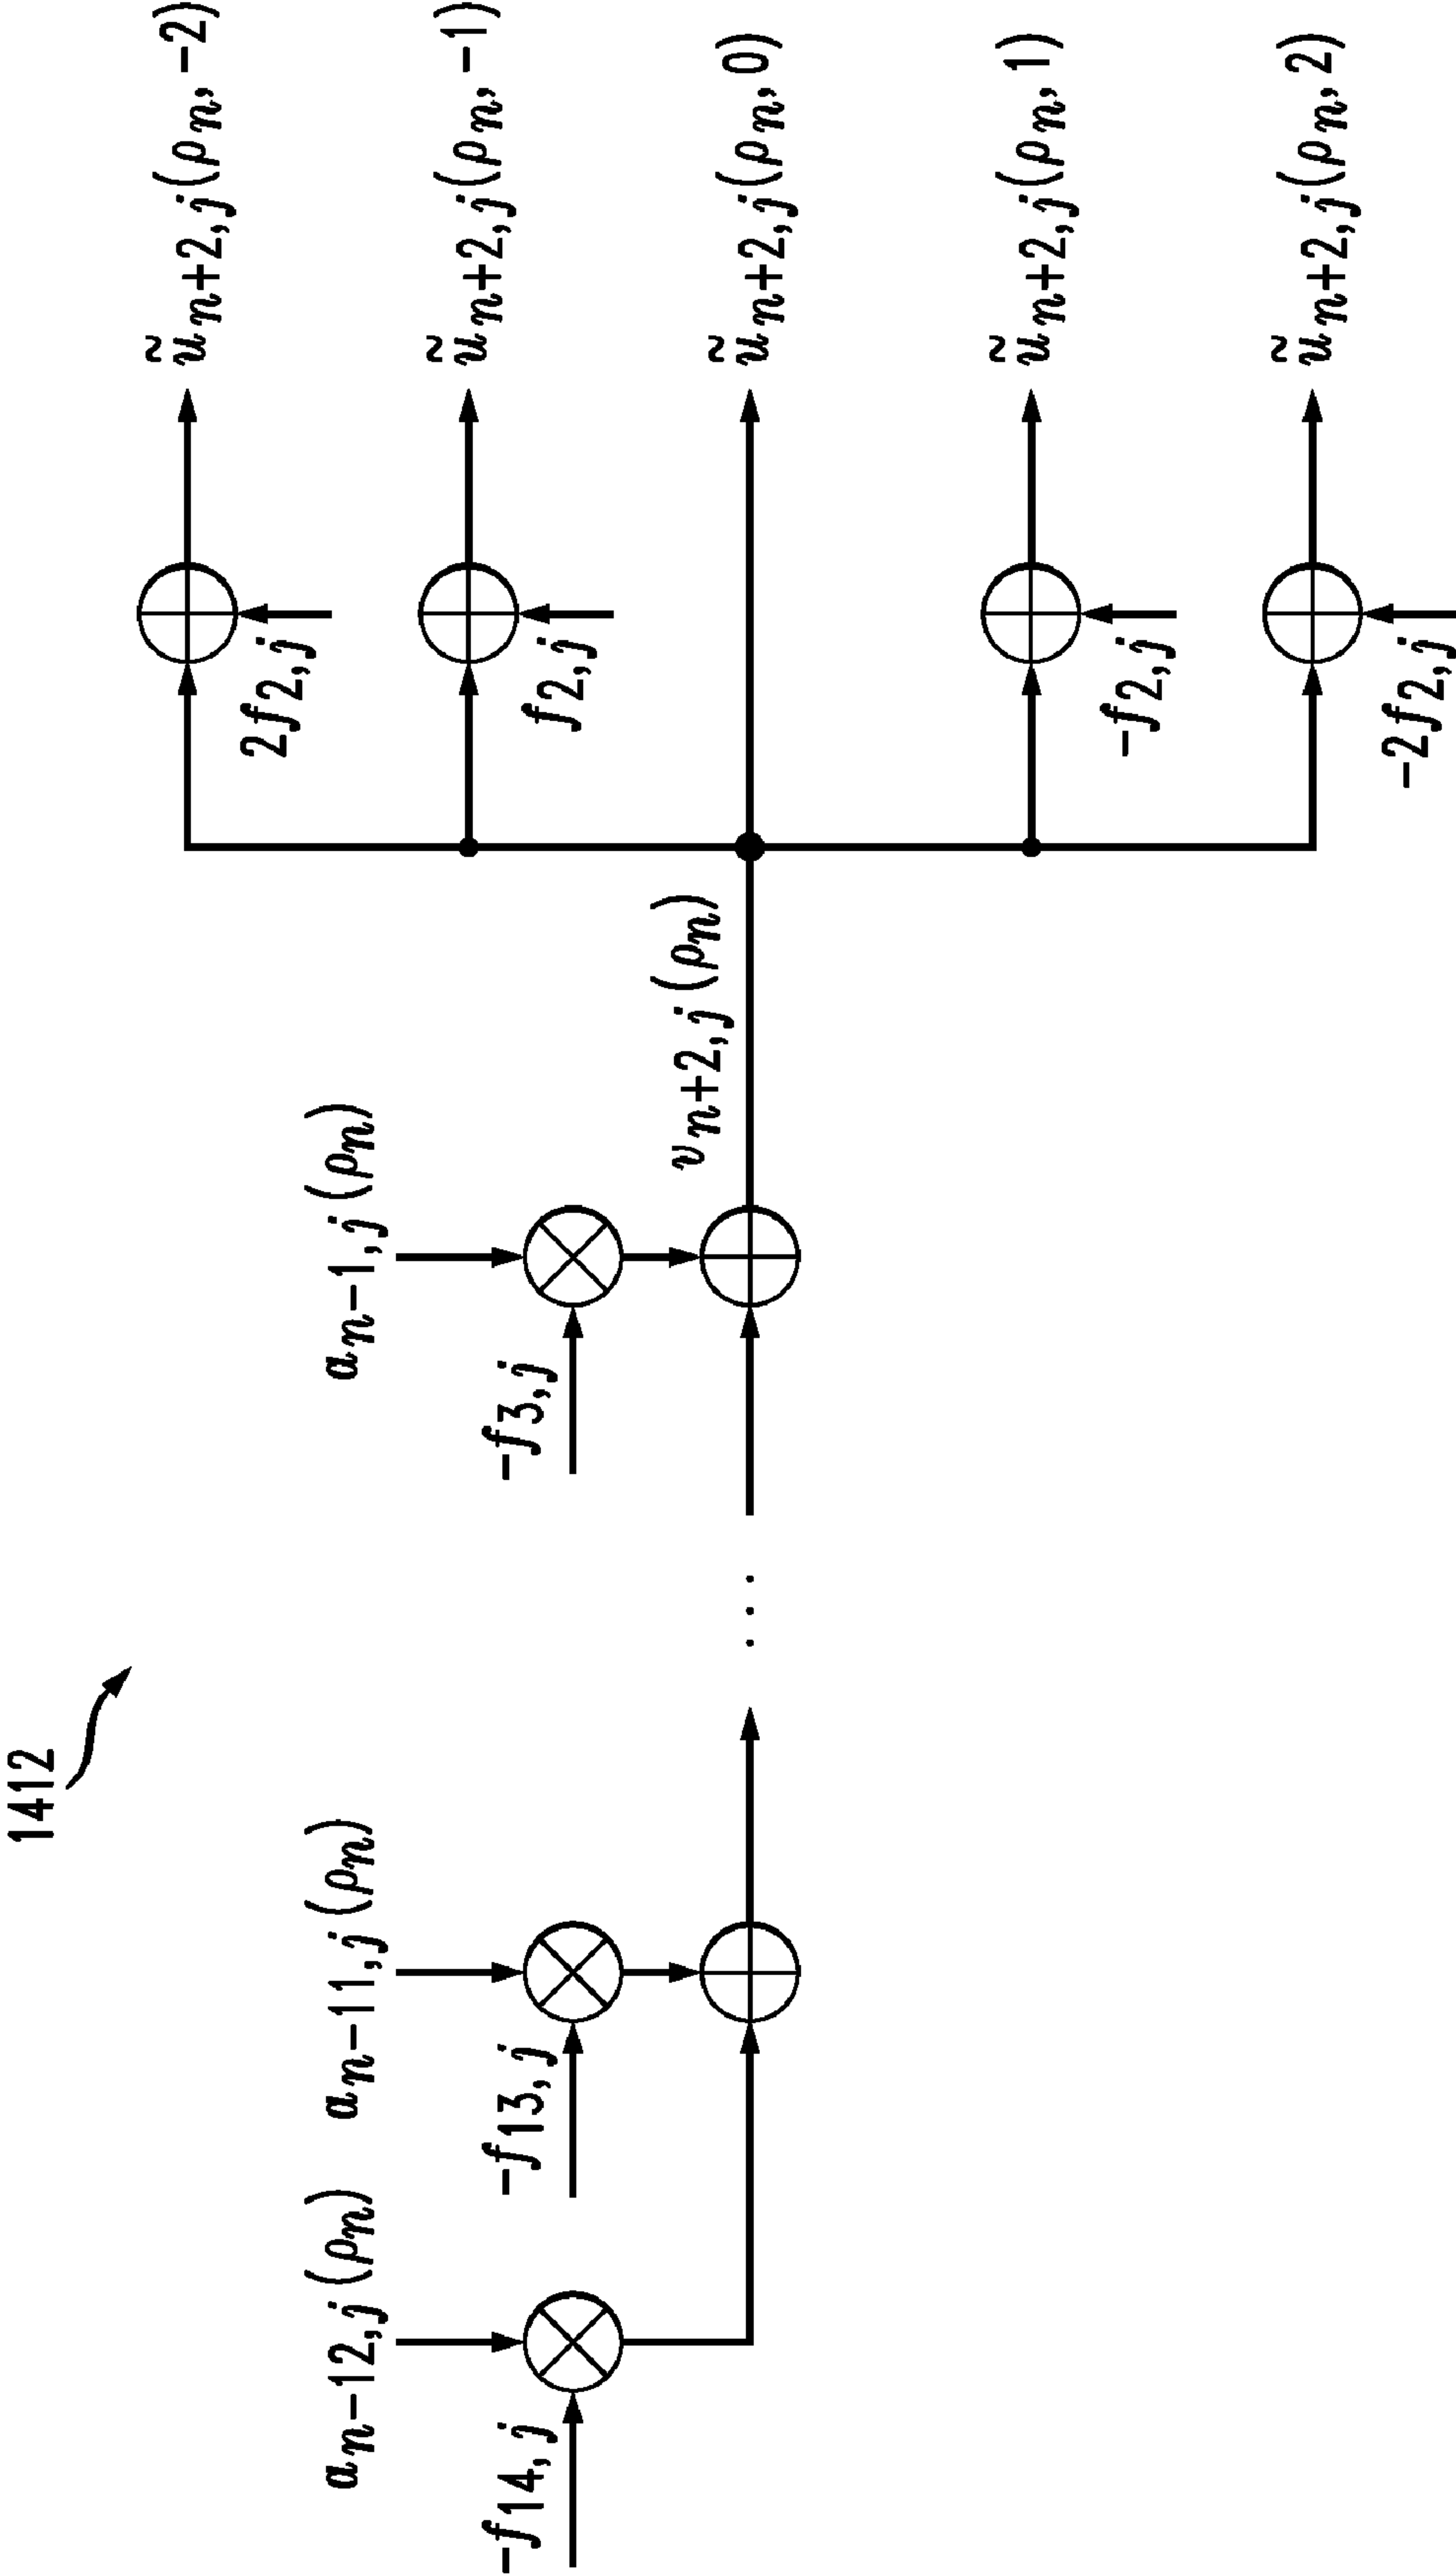 1412
aₙ₋₁₂,ⱼ(ρₙ)
aₙ₋₁₁,ⱼ(ρₙ)
aₙ₋₁,ⱼ(ρₙ)
-f₁₄,ⱼ
-f₁₃,ⱼ
-f₃,ⱼ
. . .
vₙ₊₂,ⱼ(ρₙ)
2f₂,ⱼ
ũₙ₊₂,ⱼ(ρₙ, -2)
f₂,ⱼ
ũₙ₊₂,ⱼ(ρₙ, -1)
ũₙ₊₂,ⱼ(ρₙ, 0)
-f₂,ⱼ
ũₙ₊₂,ⱼ(ρₙ, 1)
-2f₂,ⱼ
ũₙ₊₂,ⱼ(ρₙ, 2)